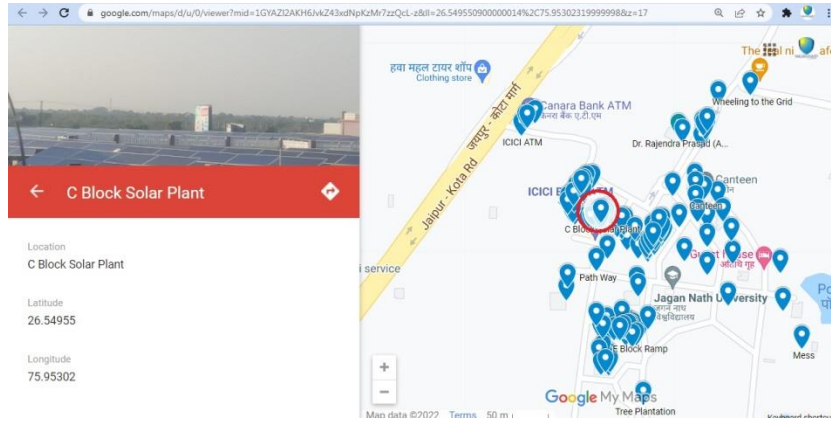 google.com/maps/d/u/0/viewer?mid=1GYAZI2AKH6JvkZ43xdNpKzMr7zzQcL-z&ll=26.549550900000014%2C75.95302319999998&z=17
C Block Solar Plant
Location
C Block Solar Plant
Latitude
26.54955
Longitude
75.95302
हवा महल टायर शॉप
Clothing store
Canara Bank ATM
केनरा बैंक ए.टी.एम
ICICI ATM
जयपुर - कोटा मार्ग
Jaipur - Kota Rd
Wheeling to the Grid
Dr. Rajendra Prasad (A...
Canteen
Canteen
ICICI
C Block Solar Plant
i service
Path Way
Jagan Nath University
जगन नाथ
विश्वविद्यालय
E Block Ramp
Mess
Google My Maps
Tree Plantation
Map data ©2022 Terms 50 m